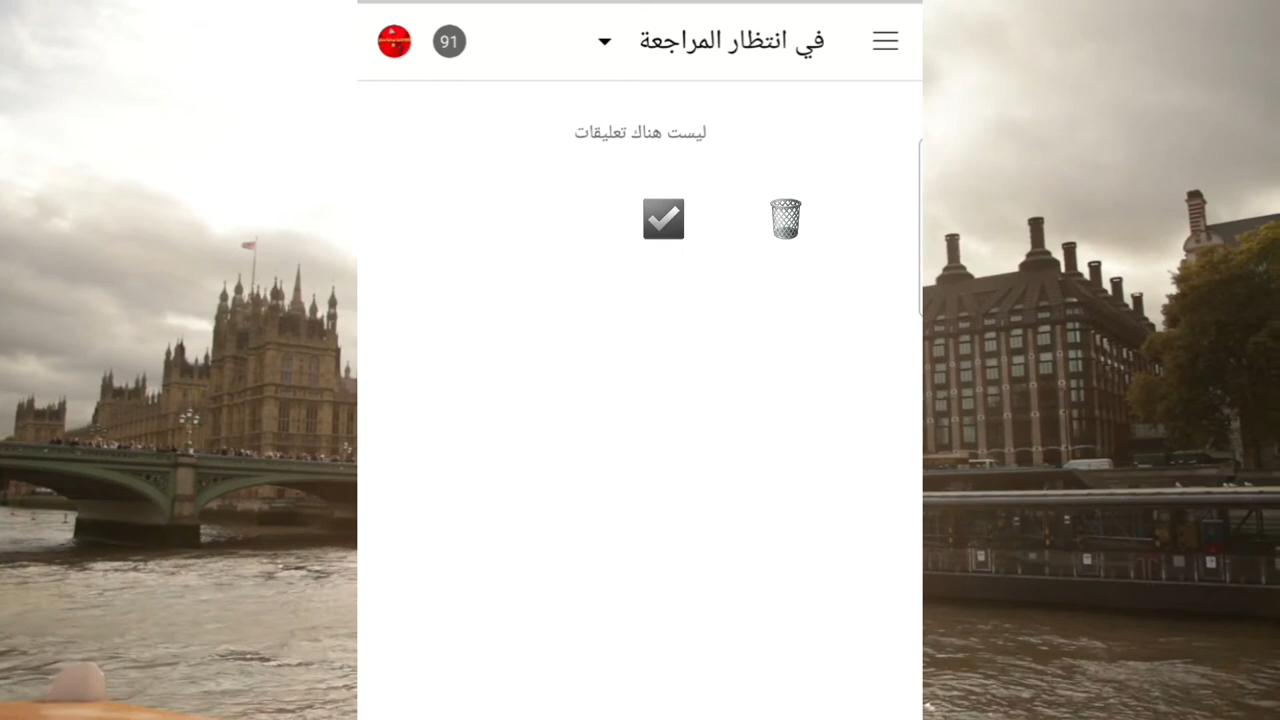 في انتظار المراجعة
91
ليست هناك تعليقات